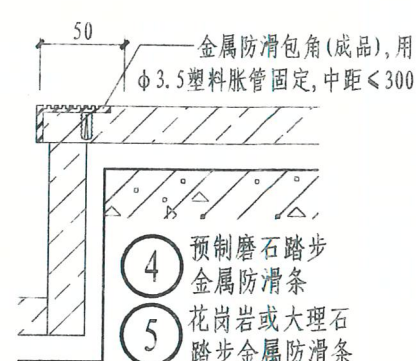 50
金属防滑包角(成品),用
φ3.5塑料胀管固定,中距≤300
4
预制磨石踏步
金属防滑条
5
花岗岩或大理石
踏步金属防滑条